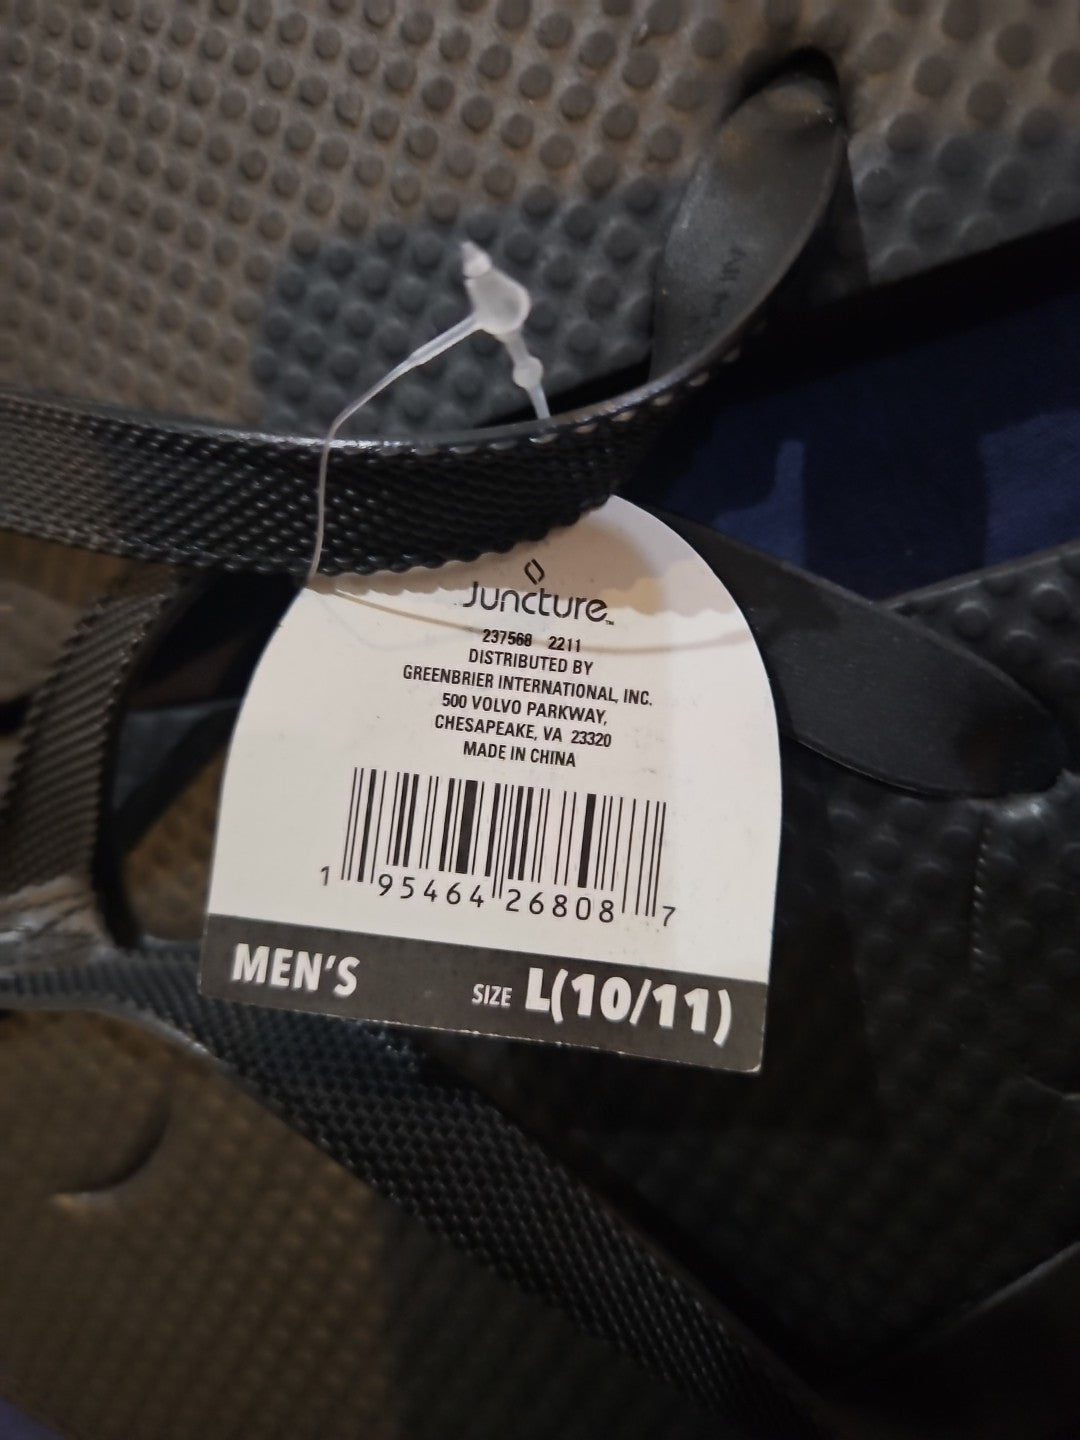 Juncture™
237568 2211
DISTRIBUTED BY
GREENBRIER INTERNATIONAL, INC.
500 VOLVO PARKWAY,
CHESAPEAKE, VA 23320
MADE IN CHINA
1 95464 26808 7
MEN'S SIZE L(10/11)